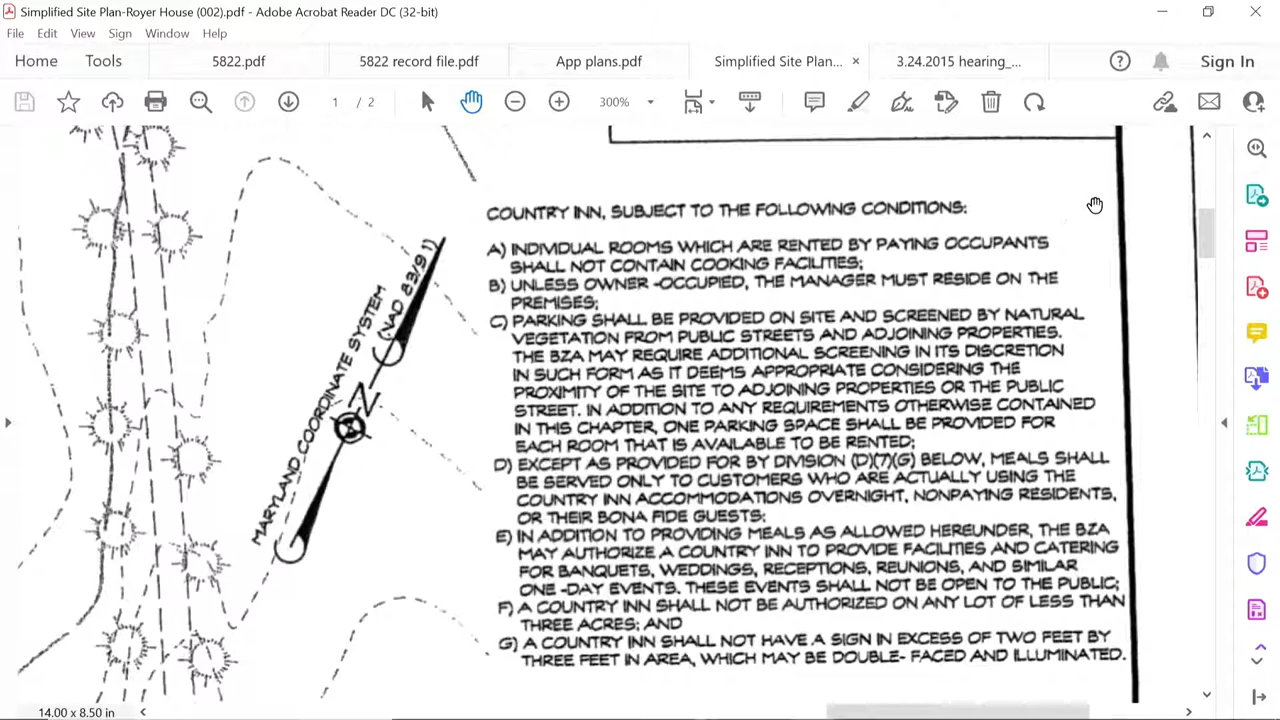 Simplified Site Plan-Royer House (002).pdf - Adobe Acrobat Reader DC (32-bit)
File Edit View Sign Window Help
Home Tools 5822.pdf 5822 record file.pdf App plans.pdf Simplified Site Plan... × 3.24.2015 hearing_... Sign In
1 / 2 300%
COUNTRY INN, SUBJECT TO THE FOLLOWING CONDITIONS:
A) INDIVIDUAL ROOMS WHICH ARE RENTED BY PAYING OCCUPANTS
SHALL NOT CONTAIN COOKING FACILITIES;
B) UNLESS OWNER -OCCUPIED, THE MANAGER MUST RESIDE ON THE
PREMISES;
C) PARKING SHALL BE PROVIDED ON SITE AND SCREENED BY NATURAL
VEGETATION FROM PUBLIC STREETS AND ADJOINING PROPERTIES.
THE BZA MAY REQUIRE ADDITIONAL SCREENING IN ITS DISCRETION
IN SUCH FORM AS IT DEEMS APPROPRIATE CONSIDERING THE
PROXIMITY OF THE SITE TO ADJOINING PROPERTIES OR THE PUBLIC
STREET. IN ADDITION TO ANY REQUIREMENTS OTHERWISE CONTAINED
IN THIS CHAPTER, ONE PARKING SPACE SHALL BE PROVIDED FOR
EACH ROOM THAT IS AVAILABLE TO BE RENTED;
D) EXCEPT AS PROVIDED FOR BY DIVISION (D)(7)(G) BELOW, MEALS SHALL
BE SERVED ONLY TO CUSTOMERS WHO ARE ACTUALLY USING THE
COUNTRY INN ACCOMMODATIONS OVERNIGHT, NONPAYING RESIDENTS,
OR THEIR BONA FIDE GUESTS;
E) IN ADDITION TO PROVIDING MEALS AS ALLOWED HEREUNDER, THE BZA
MAY AUTHORIZE A COUNTRY INN TO PROVIDE FACILITIES AND CATERING
FOR BANQUETS, WEDDINGS, RECEPTIONS, REUNIONS, AND SIMILAR
ONE -DAY EVENTS. THESE EVENTS SHALL NOT BE OPEN TO THE PUBLIC;
F) A COUNTRY INN SHALL NOT BE AUTHORIZED ON ANY LOT OF LESS THAN
THREE ACRES; AND
G) A COUNTRY INN SHALL NOT HAVE A SIGN IN EXCESS OF TWO FEET BY
THREE FEET IN AREA, WHICH MAY BE DOUBLE- FACED AND ILLUMINATED.
MARYLAND COORDINATE SYSTEM
(NAD 83/91)
N
14.00 x 8.50 in